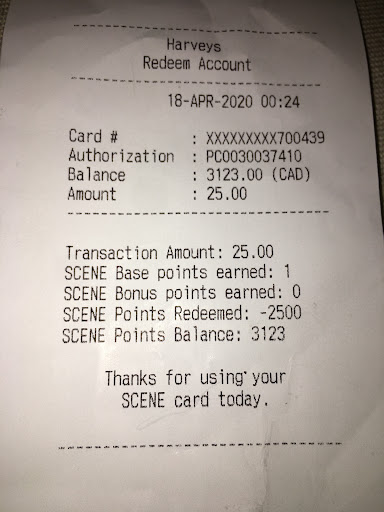 Harveys
Redeem Account
18-APR-2020 00:24
Card # : XXXXXXXXX700439
Authorization : PC0030037410
Balance : 3123.00 (CAD)
Amount : 25.00
Transaction Amount: 25.00
SCENE Base points earned: 1
SCENE Bonus points earned: 0
SCENE Points Redeemed: -2500
SCENE Points Balance: 3123
Thanks for using your
SCENE card today.